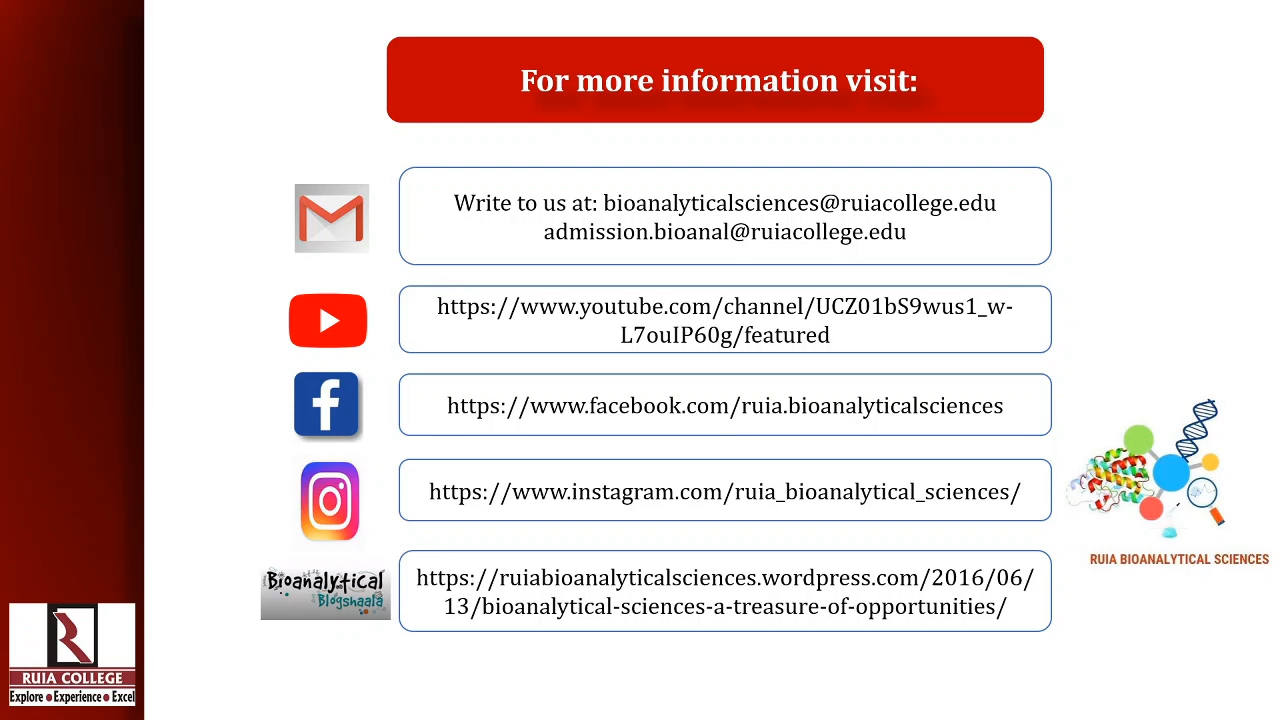 For more information visit:
Write to us at: bioanalyticalsciences@ruiacollege.edu
admission.bioanal@ruiacollege.edu
https://www.youtube.com/channel/UCZ01bS9wus1_w-
L7ouIP60g/featured
https://www.facebook.com/ruia.bioanalyticalsciences
https://www.instagram.com/ruia_bioanalytical_sciences/
RUIA BIOANALYTICAL SCIENCES
Bioanalytical
Blogshaala
https://ruiabioanalyticalsciences.wordpress.com/2016/06/
13/bioanalytical-sciences-a-treasure-of-opportunities/
RUIA COLLEGE
Explore ● Experience ● Excel